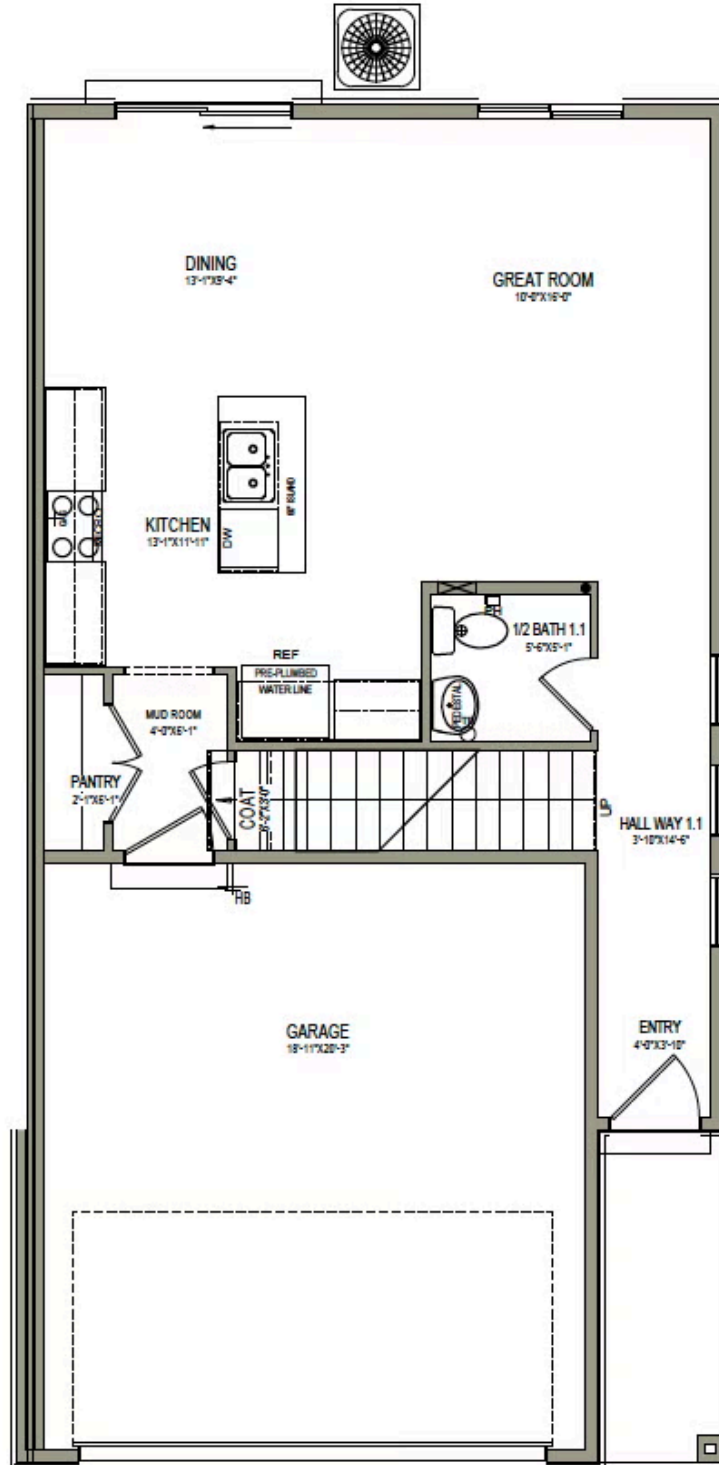 DINING
13'-1"X9'-4"
GREAT ROOM
10'-0"X16'-0"
KITCHEN
13'-1"X11'-11"
DW
ISLAND
REF
PRE-PLUMBED
WATER LINE
1/2 BATH 1.1
5'-6"X5'-1"
PEDESTAL
MUD ROOM
4'-0"X6'-1"
PANTRY
2'-1"X6'-1"
COAT
UP
HALL WAY 1.1
3'-10"X14'-6"
HB
GARAGE
18'-11"X20'-3"
ENTRY
4'-0"X3'-10"